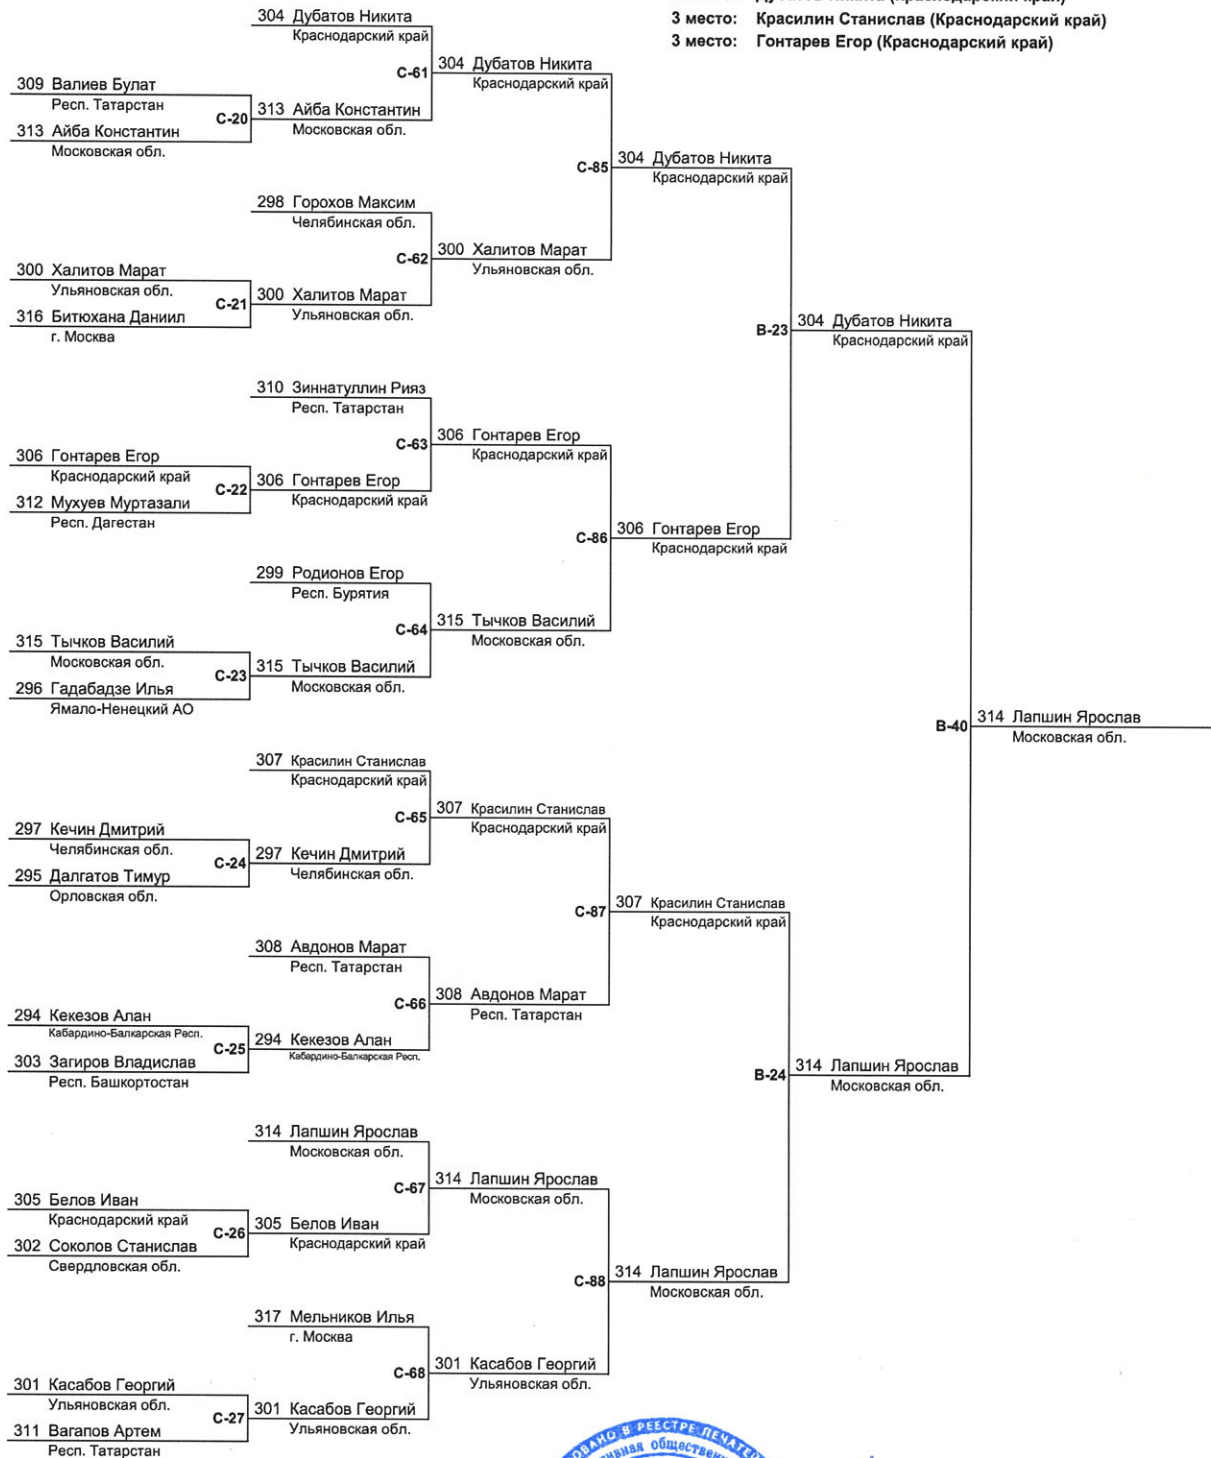 Дубатов Никита (Краснодарский край)
3 место: Красилин Станислав (Краснодарский край)
3 место: Гонтарев Егор (Краснодарский край)
304 Дубатов Никита
Краснодарский край
C-61
304 Дубатов Никита
Краснодарский край
309 Валиев Булат
Респ. Татарстан
C-20
313 Айба Константин
Московская обл.
313 Айба Константин
Московская обл.
C-85
304 Дубатов Никита
Краснодарский край
298 Горохов Максим
Челябинская обл.
C-62
300 Халитов Марат
Ульяновская обл.
300 Халитов Марат
Ульяновская обл.
C-21
300 Халитов Марат
Ульяновская обл.
316 Битюхана Даниил
г. Москва
B-23
304 Дубатов Никита
Краснодарский край
310 Зиннатуллин Рияз
Респ. Татарстан
C-63
306 Гонтарев Егор
Краснодарский край
306 Гонтарев Егор
Краснодарский край
C-22
306 Гонтарев Егор
Краснодарский край
312 Мухуев Муртазали
Респ. Дагестан
C-86
306 Гонтарев Егор
Краснодарский край
299 Родионов Егор
Респ. Бурятия
C-64
315 Тычков Василий
Московская обл.
315 Тычков Василий
Московская обл.
C-23
315 Тычков Василий
Московская обл.
296 Гадабадзе Илья
Ямало-Ненецкий АО
B-40
314 Лапшин Ярослав
Московская обл.
307 Красилин Станислав
Краснодарский край
C-65
307 Красилин Станислав
Краснодарский край
297 Кечин Дмитрий
Челябинская обл.
C-24
297 Кечин Дмитрий
Челябинская обл.
295 Далгатов Тимур
Орловская обл.
C-87
307 Красилин Станислав
Краснодарский край
308 Авдонов Марат
Респ. Татарстан
C-66
308 Авдонов Марат
Респ. Татарстан
294 Кекезов Алан
Кабардино-Балкарская Респ.
C-25
294 Кекезов Алан
Кабардино-Балкарская Респ.
303 Загиров Владислав
Респ. Башкортостан
B-24
314 Лапшин Ярослав
Московская обл.
314 Лапшин Ярослав
Московская обл.
C-67
314 Лапшин Ярослав
Московская обл.
305 Белов Иван
Краснодарский край
C-26
305 Белов Иван
Краснодарский край
302 Соколов Станислав
Свердловская обл.
C-88
314 Лапшин Ярослав
Московская обл.
317 Мельников Илья
г. Москва
C-68
301 Касабов Георгий
Ульяновская обл.
301 Касабов Георгий
Ульяновская обл.
C-27
301 Касабов Георгий
Ульяновская обл.
311 Вагапов Артем
Респ. Татарстан
В РЕЕСТРЕ